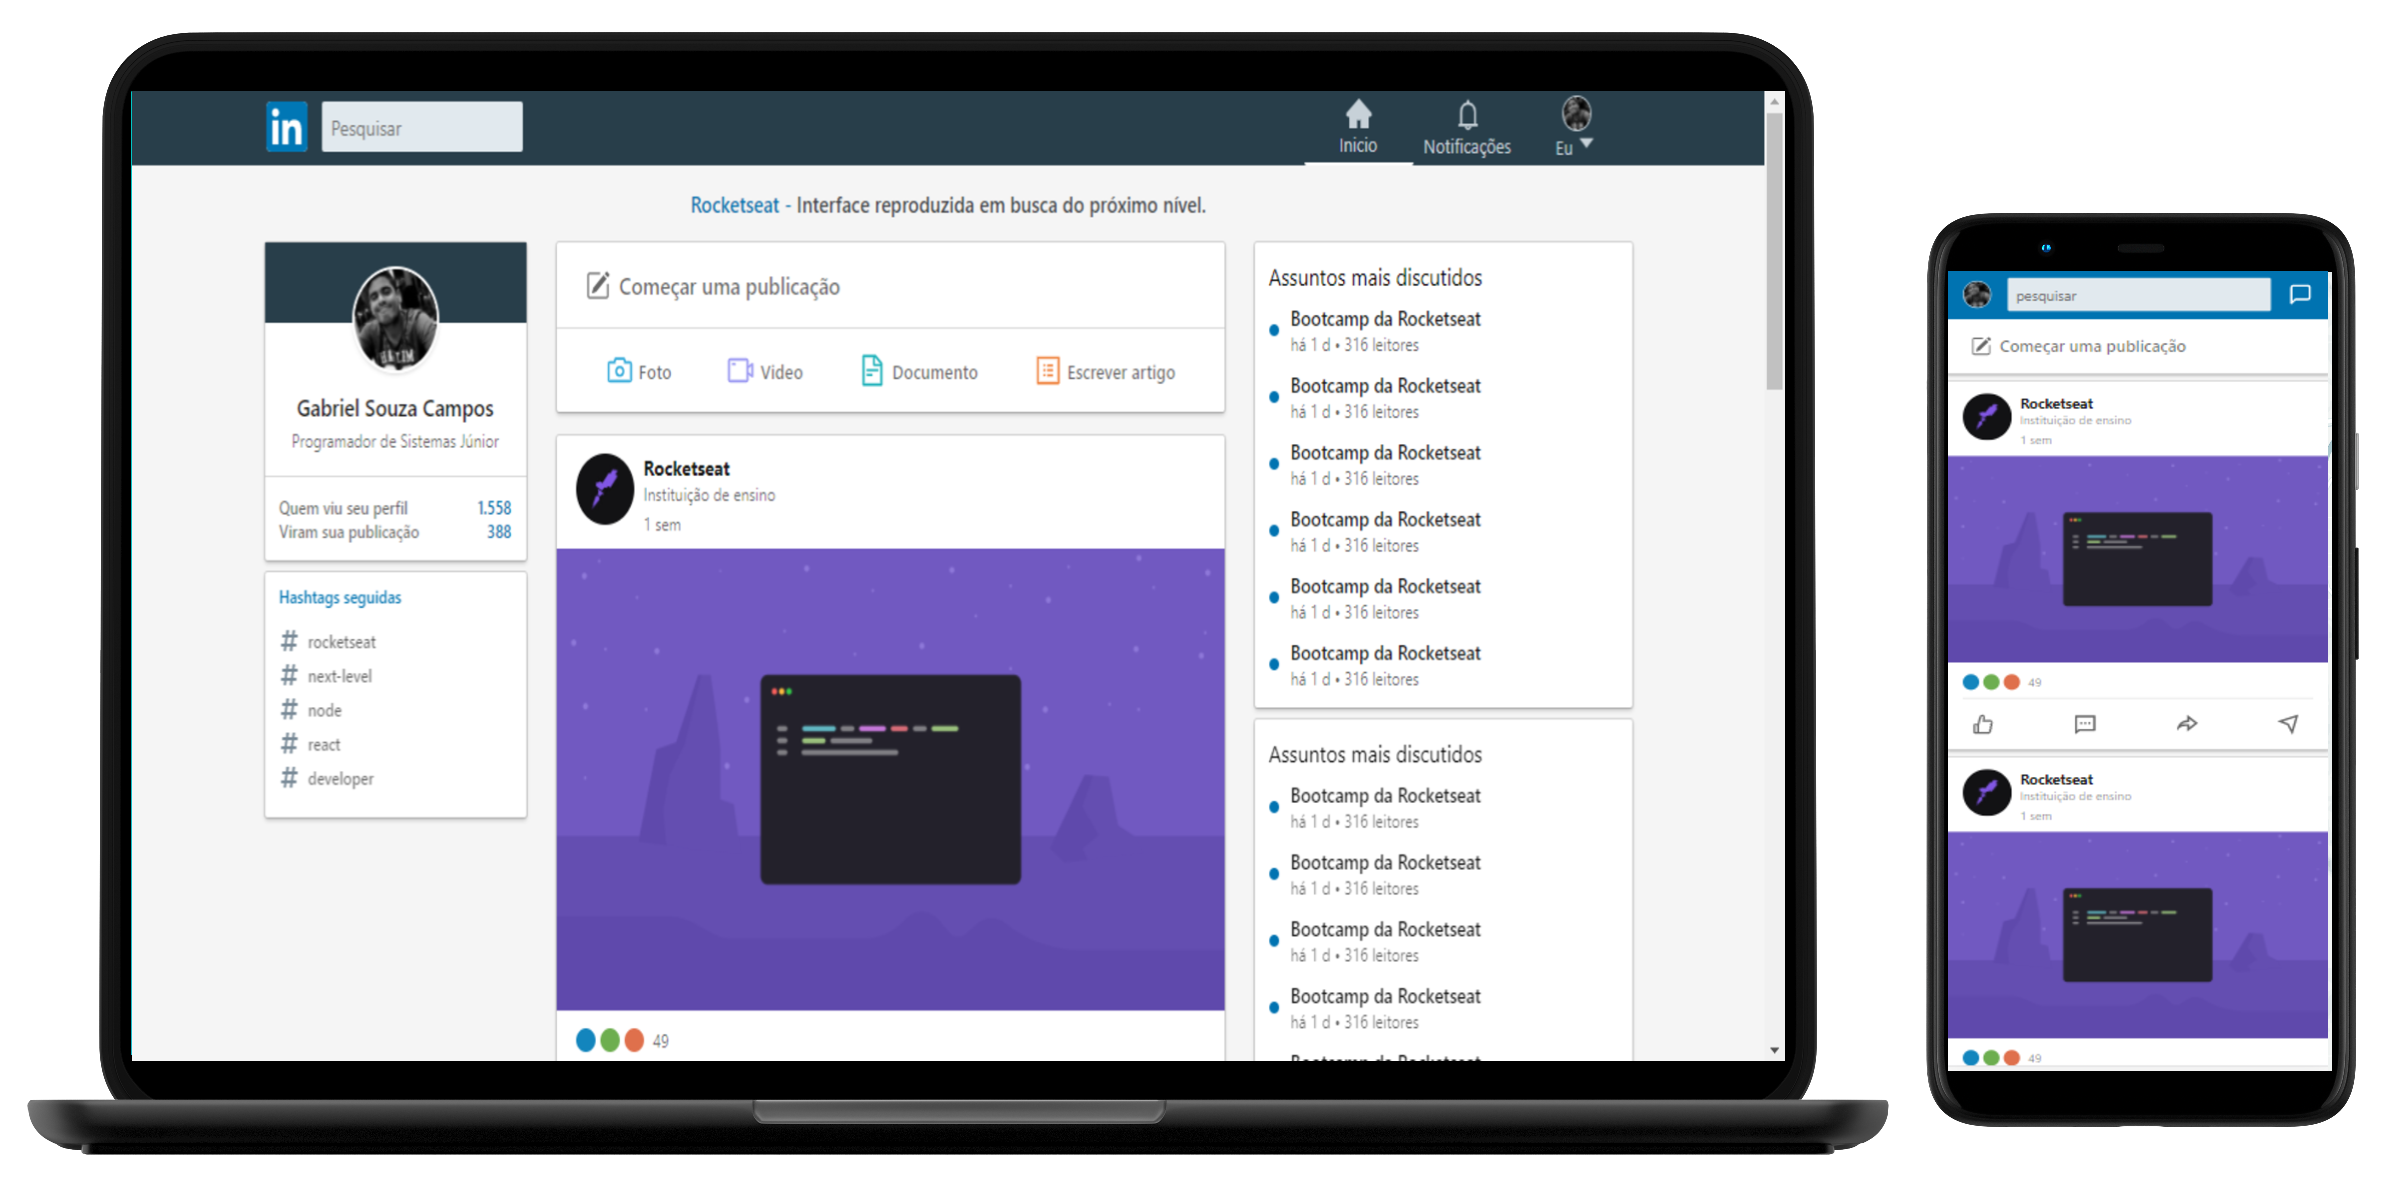 in
Pesquisar
Inicio
Notificações
Eu
Rocketseat - Interface reproduzida em busca do próximo nível.
Gabriel Souza Campos
Programador de Sistemas Júnior
Quem viu seu perfil 1.558
Viram sua publicação 388
Hashtags seguidas
# rocketseat
# next-level
# node
# react
# developer
Começar uma publicação
Foto
Video
Documento
Escrever artigo
Rocketseat
Instituição de ensino
1 sem
49
Assuntos mais discutidos
Bootcamp da Rocketseat
há 1 d • 316 leitores
Bootcamp da Rocketseat
há 1 d • 316 leitores
Bootcamp da Rocketseat
há 1 d • 316 leitores
Bootcamp da Rocketseat
há 1 d • 316 leitores
Bootcamp da Rocketseat
há 1 d • 316 leitores
Bootcamp da Rocketseat
há 1 d • 316 leitores
Assuntos mais discutidos
Bootcamp da Rocketseat
há 1 d • 316 leitores
Bootcamp da Rocketseat
há 1 d • 316 leitores
Bootcamp da Rocketseat
há 1 d • 316 leitores
Bootcamp da Rocketseat
há 1 d • 316 leitores
Bootcamp da Rocketseat
pesquisar
Começar uma publicação
Rocketseat
Instituição de ensino
1 sem
49
Rocketseat
Instituição de ensino
1 sem
49